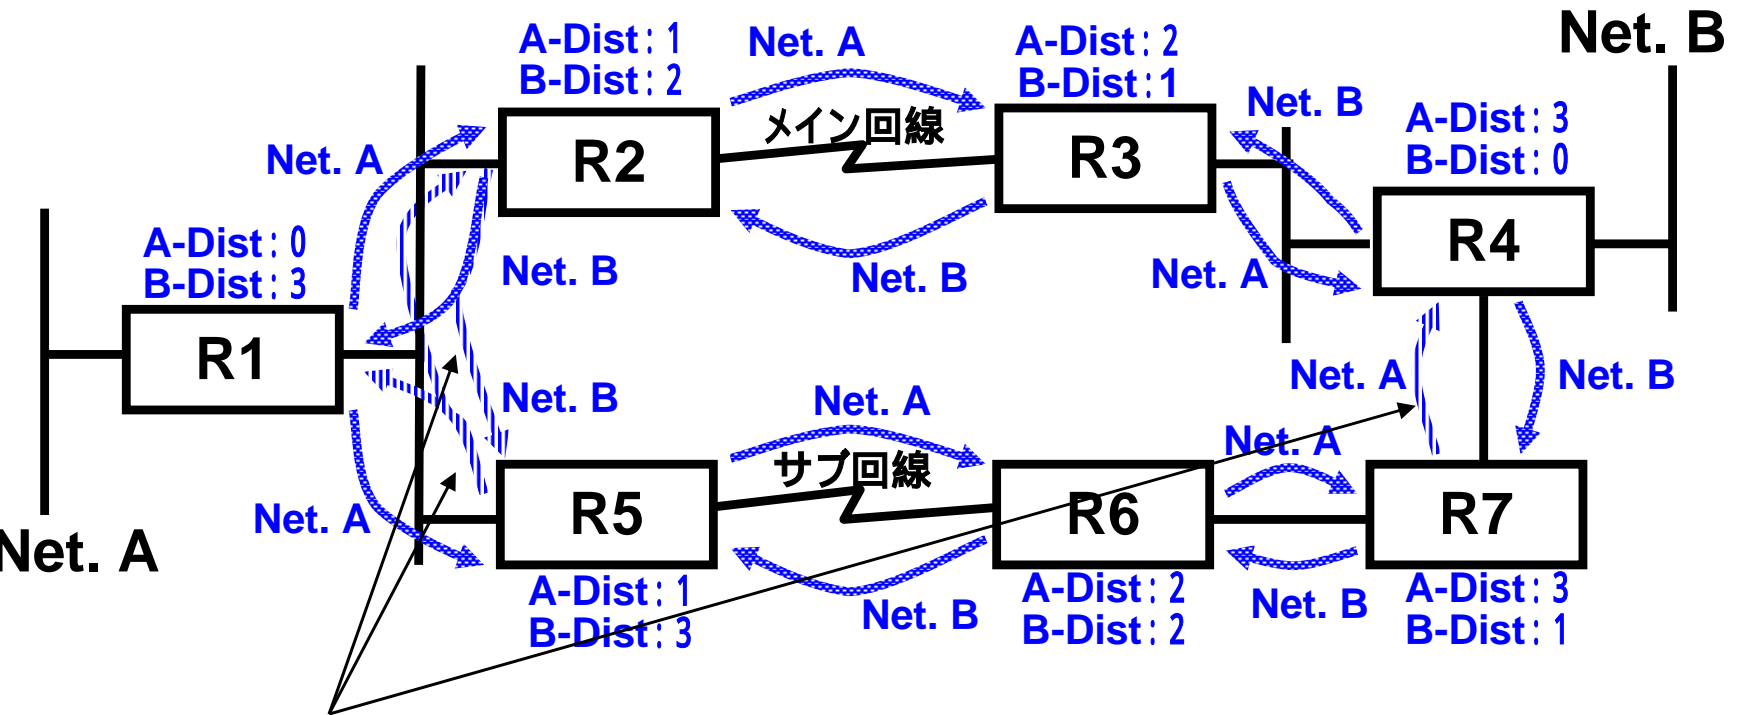 Net. B
A-Dist：1
B-Dist：2
Net. A
A-Dist：2
B-Dist：1
Net. B
A-Dist：3
B-Dist：0
メイン回線
R2
R3
Net. A
R4
A-Dist：0
B-Dist：3
Net. B
Net. B
Net. A
R1
Net. B
Net. A
Net. A
Net. B
Net. A
サブ回線
R5
R6
R7
Net. A
Net. A
A-Dist：1
B-Dist：3
Net. B
A-Dist：2
B-Dist：2
Net. B
A-Dist：3
B-Dist：1